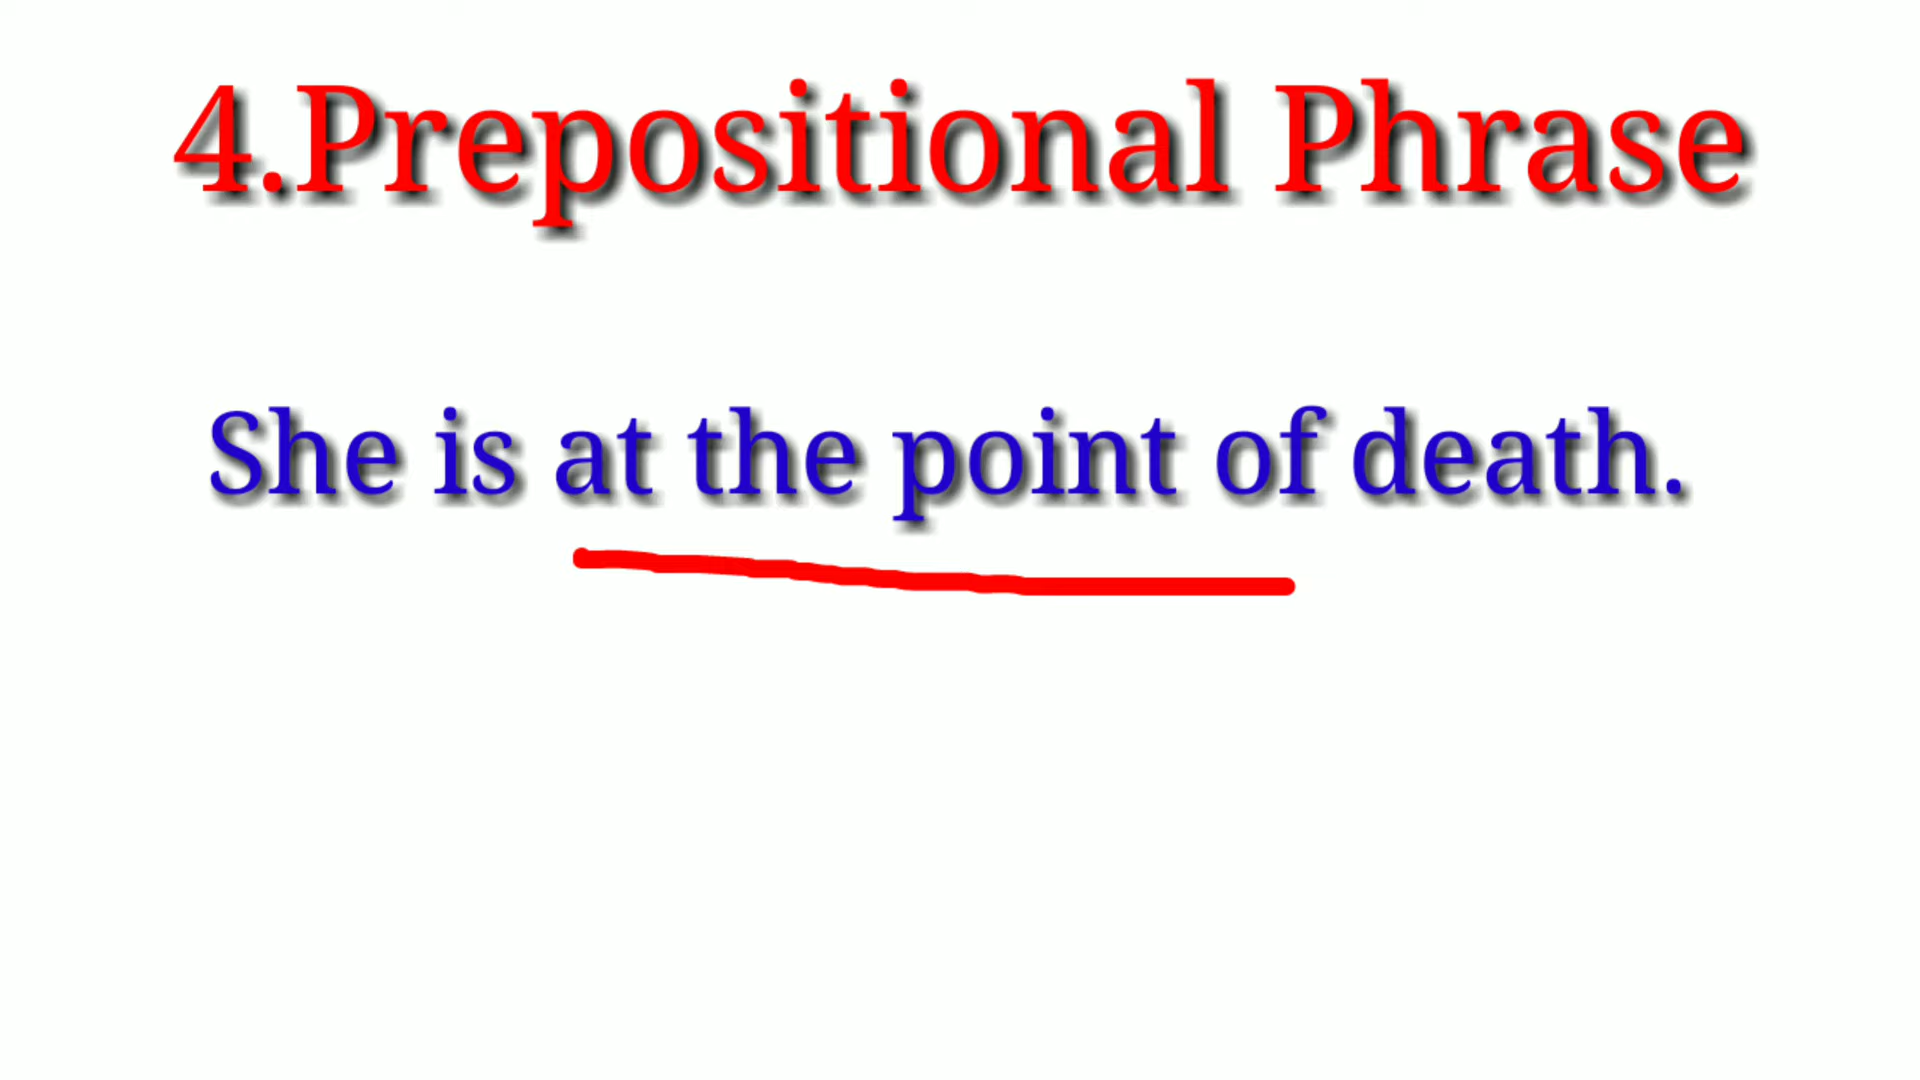 4.Prepositional Phrase
She is at the point of death.